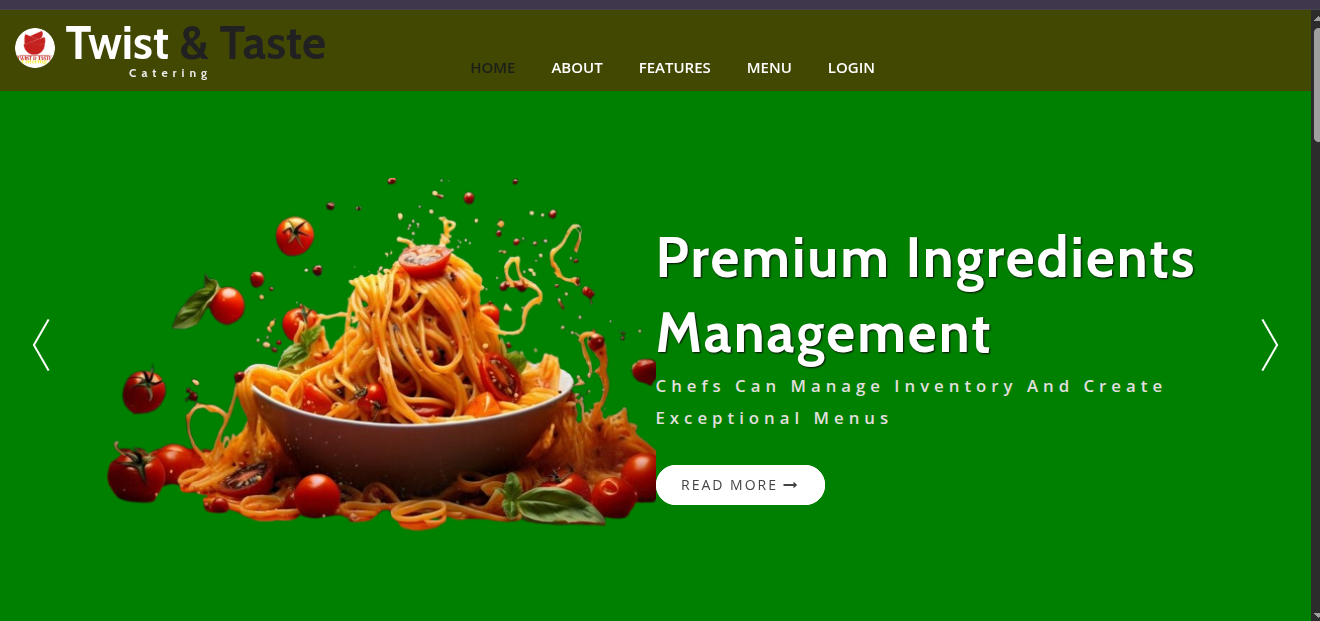 Twist & Taste
Catering
HOME ABOUT FEATURES MENU LOGIN
Premium Ingredients
Management
Chefs Can Manage Inventory And Create
Exceptional Menus
READ MORE